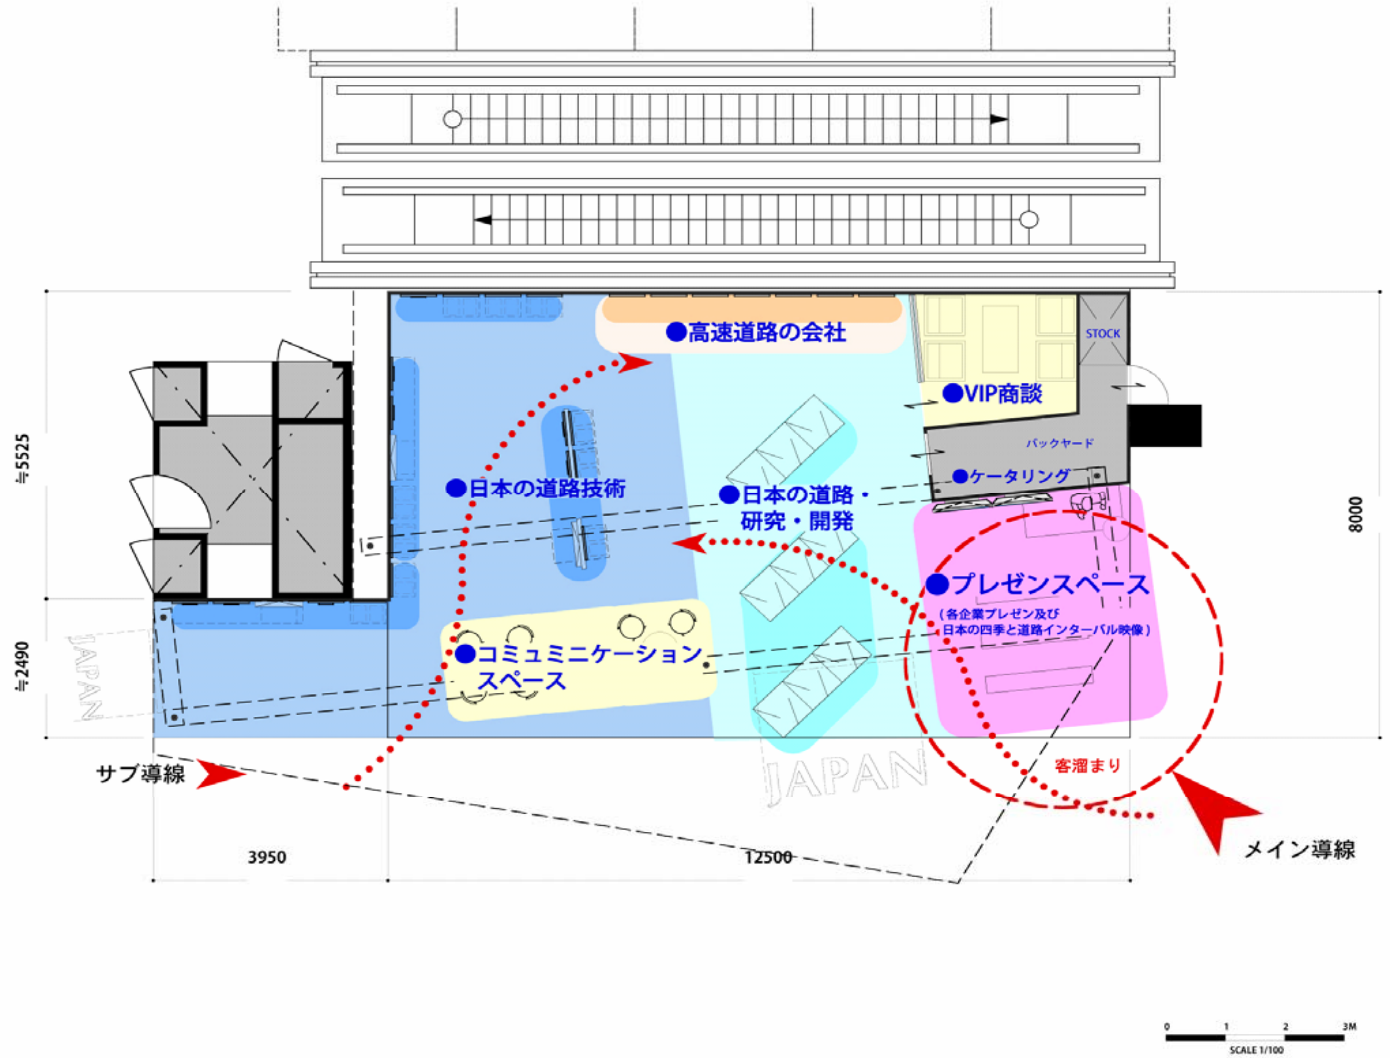 ●高速道路の会社
STOCK
●VIP商談
バックヤード
●ケータリング
●日本の道路技術
●日本の道路・
研究・開発
●プレゼンスペース
(各企業プレゼン及び
日本の四季と道路インターバル映像)
●コミュミニケーション
スペース
≒5525
≒2490
8000
JAPAN
JAPAN
サブ導線
客溜まり
メイン導線
3950
12500
0 1 2 3M
SCALE 1/100